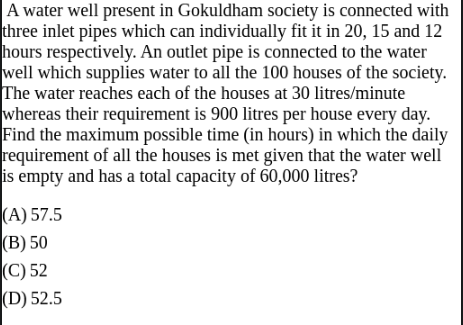 A water well present in Gokuldham society is connected with
three inlet pipes which can individually fit it in 20, 15 and 12
hours respectively. An outlet pipe is connected to the water
well which supplies water to all the 100 houses of the society.
The water reaches each of the houses at 30 litres/minute
whereas their requirement is 900 litres per house every day.
Find the maximum possible time (in hours) in which the daily
requirement of all the houses is met given that the water well
is empty and has a total capacity of 60,000 litres?
(A) 57.5
(B) 50
(C) 52
(D) 52.5